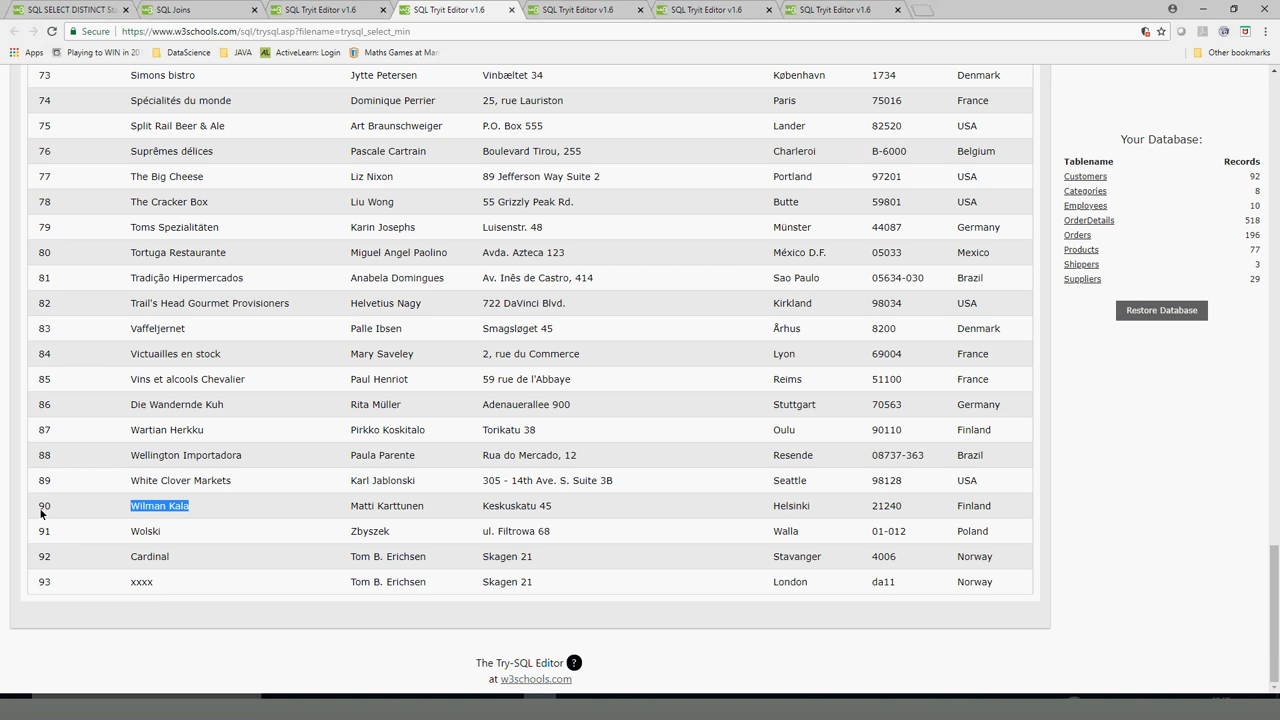 SQL SELECT DISTINCT St
SQL Joins
SQL Tryit Editor v1.6
SQL Tryit Editor v1.6
SQL Tryit Editor v1.6
SQL Tryit Editor v1.6
SQL Tryit Editor v1.6
Secure https://www.w3schools.com/sql/trysql.asp?filename=trysql_select_min
Apps Playing to WIN in 20 DataScience JAVA ActiveLearn: Login Maths Games at Ma Other bookmarks
73 Simons bistro Jytte Petersen Vinbæltet 34 København 1734 Denmark
74 Spécialités du monde Dominique Perrier 25, rue Lauriston Paris 75016 France
75 Split Rail Beer & Ale Art Braunschweiger P.O. Box 555 Lander 82520 USA
76 Suprêmes délices Pascale Cartrain Boulevard Tirou, 255 Charleroi B-6000 Belgium
77 The Big Cheese Liz Nixon 89 Jefferson Way Suite 2 Portland 97201 USA
78 The Cracker Box Liu Wong 55 Grizzly Peak Rd. Butte 59801 USA
79 Toms Spezialitäten Karin Josephs Luisenstr. 48 Münster 44087 Germany
80 Tortuga Restaurante Miguel Angel Paolino Avda. Azteca 123 México D.F. 05033 Mexico
81 Tradição Hipermercados Anabela Domingues Av. Inês de Castro, 414 Sao Paulo 05634-030 Brazil
82 Trail's Head Gourmet Provisioners Helvetius Nagy 722 DaVinci Blvd. Kirkland 98034 USA
83 Vaffeljernet Palle Ibsen Smagsløget 45 Århus 8200 Denmark
84 Victuailles en stock Mary Saveley 2, rue du Commerce Lyon 69004 France
85 Vins et alcools Chevalier Paul Henriot 59 rue de l'Abbaye Reims 51100 France
86 Die Wandernde Kuh Rita Müller Adenauerallee 900 Stuttgart 70563 Germany
87 Wartian Herkku Pirkko Koskitalo Torikatu 38 Oulu 90110 Finland
88 Wellington Importadora Paula Parente Rua do Mercado, 12 Resende 08737-363 Brazil
89 White Clover Markets Karl Jablonski 305 - 14th Ave. S. Suite 3B Seattle 98128 USA
90 Wilman Kala Matti Karttunen Keskuskatu 45 Helsinki 21240 Finland
91 Wolski Zbyszek ul. Filtrowa 68 Walla 01-012 Poland
92 Cardinal Tom B. Erichsen Skagen 21 Stavanger 4006 Norway
93 xxxx Tom B. Erichsen Skagen 21 London da11 Norway
Your Database:
Tablename Records
Customers 92
Categories 8
Employees 10
OrderDetails 518
Orders 196
Products 77
Shippers 3
Suppliers 29
Restore Database
The Try-SQL Editor ?
at w3schools.com